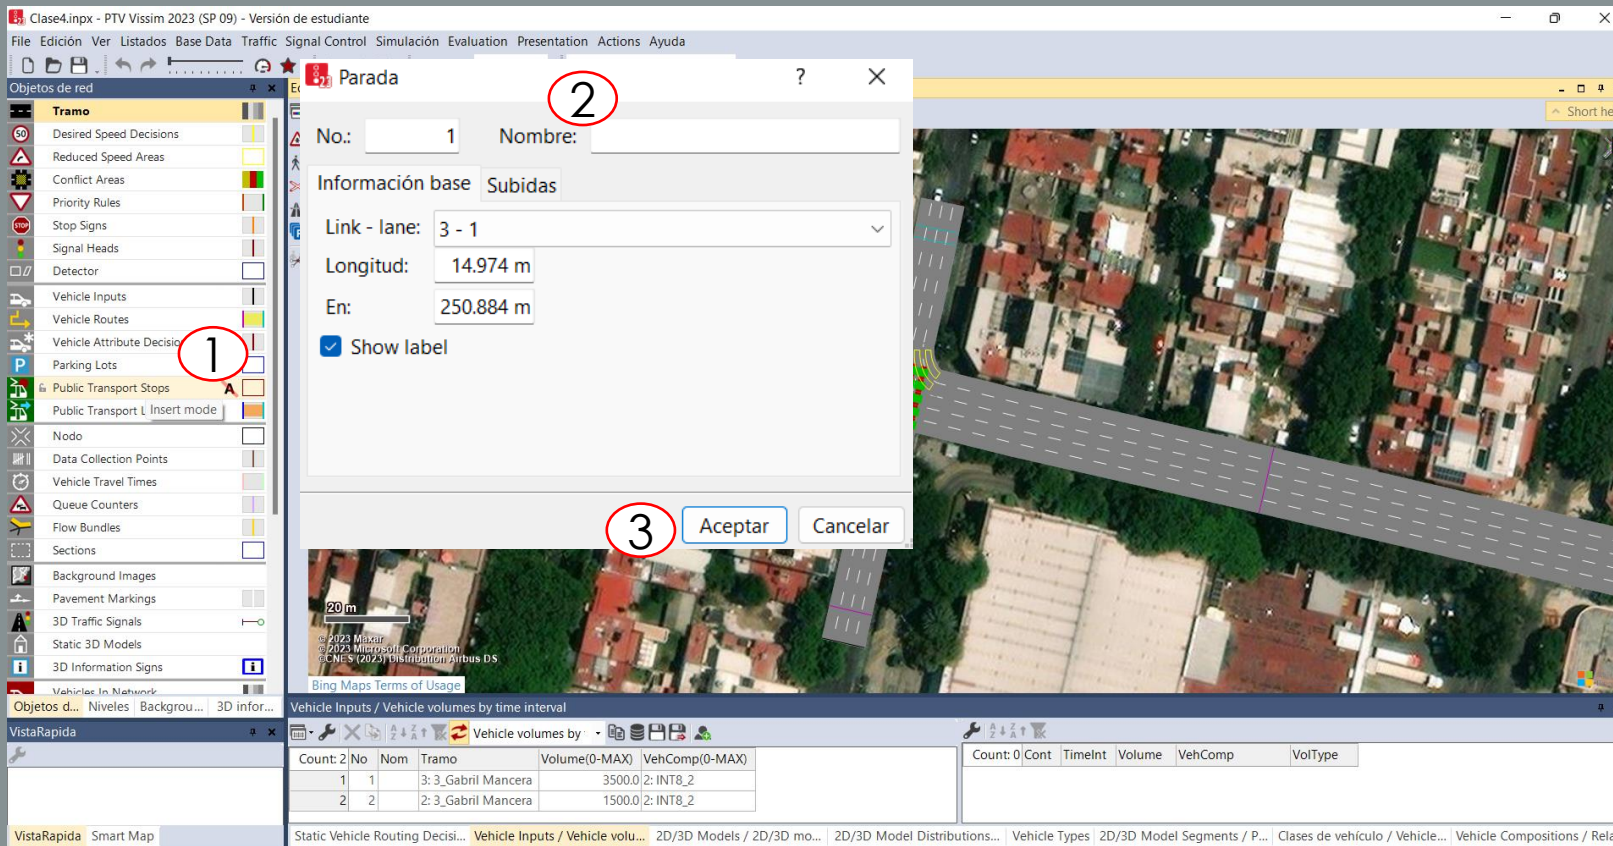 Clase4.inpx - PTV Vissim 2023 (SP 09) - Versión de estudiante
File Edición Ver Listados Base Data Traffic Signal Control Simulación Evaluation Presentation Actions Ayuda
Objetos de red
Tramo
50 Desired Speed Decisions
Reduced Speed Areas
Conflict Areas
Priority Rules
STOP Stop Signs
Signal Heads
Detector
Vehicle Inputs
Vehicle Routes
Vehicle Attribute Decisio
1
P Parking Lots
Public Transport Stops A
Public Transport L Insert mode
Nodo
Data Collection Points
Vehicle Travel Times
Queue Counters
Flow Bundles
Sections
Background Images
Pavement Markings
3D Traffic Signals
Static 3D Models
3D Information Signs
Vehicles In Network
Objetos d... Niveles Backgrou... 3D infor...
Parada ? 
2
No.: 1 Nombre:
Información base Subidas
Link - lane: 3 - 1
Longitud: 14.974 m
En: 250.884 m
Show label
3 Aceptar Cancelar
Short he
20 m
© 2023 Maxar
© 2023 Microsoft Corporation
©CNES (2023) Distribution Airbus DS
Bing Maps Terms of Usage
VistaRapida
VistaRapida Smart Map
Vehicle Inputs / Vehicle volumes by time interval
Vehicle volumes by
Count: 2 No Nom Tramo Volume(0-MAX) VehComp(0-MAX)
1 1 3: 3_Gabril Mancera 3500.0 2: INT8_2
2 2 2: 3_Gabril Mancera 1500.0 2: INT8_2
Count: 0 Cont TimeInt Volume VehComp VolType
Static Vehicle Routing Decisi... Vehicle Inputs / Vehicle volu... 2D/3D Models / 2D/3D mo... 2D/3D Model Distributions... Vehicle Types 2D/3D Model Segments / P... Clases de vehículo / Vehicle... Vehicle Compositions / Rela